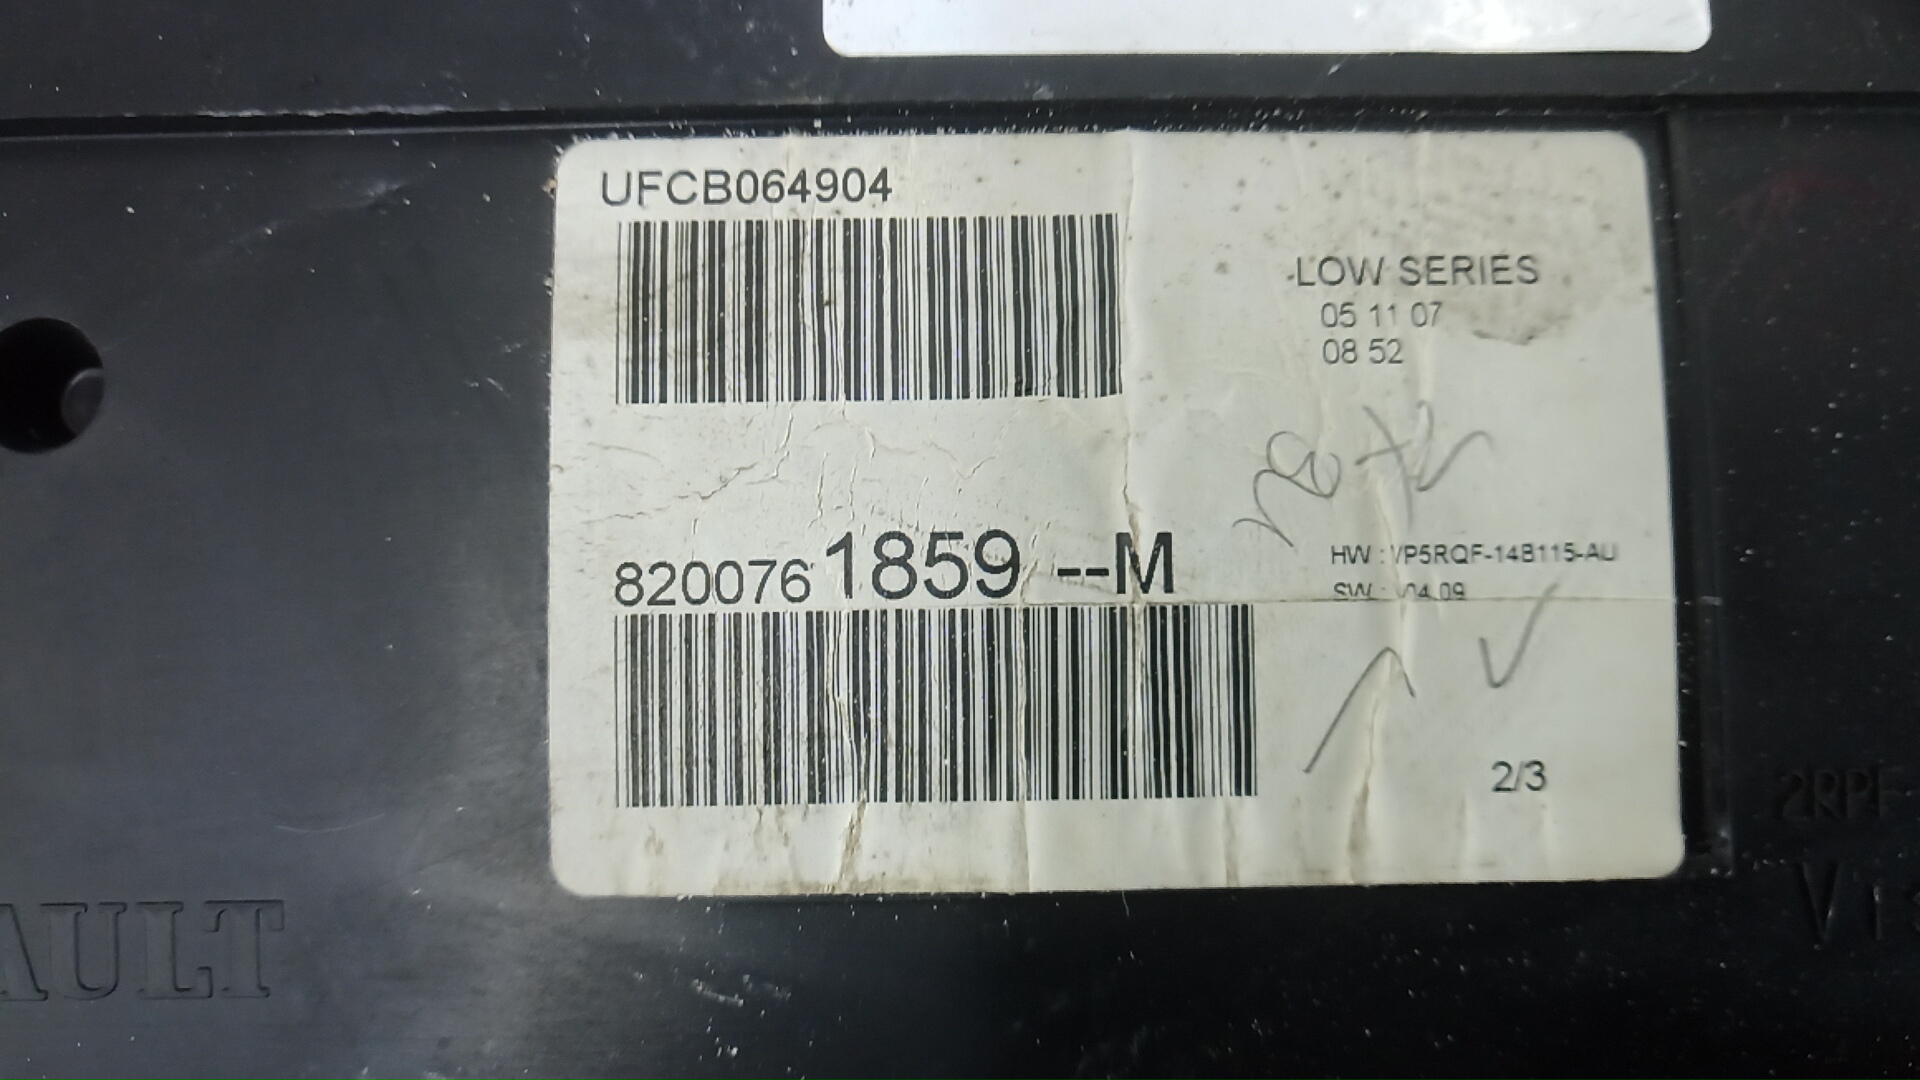 UFCB064904
LOW SERIES
05 11 07
08 52
8200761859 --M
HW : VP5RQF-14B115-AU
SW : V04.09
2/3
AULT
2RPF